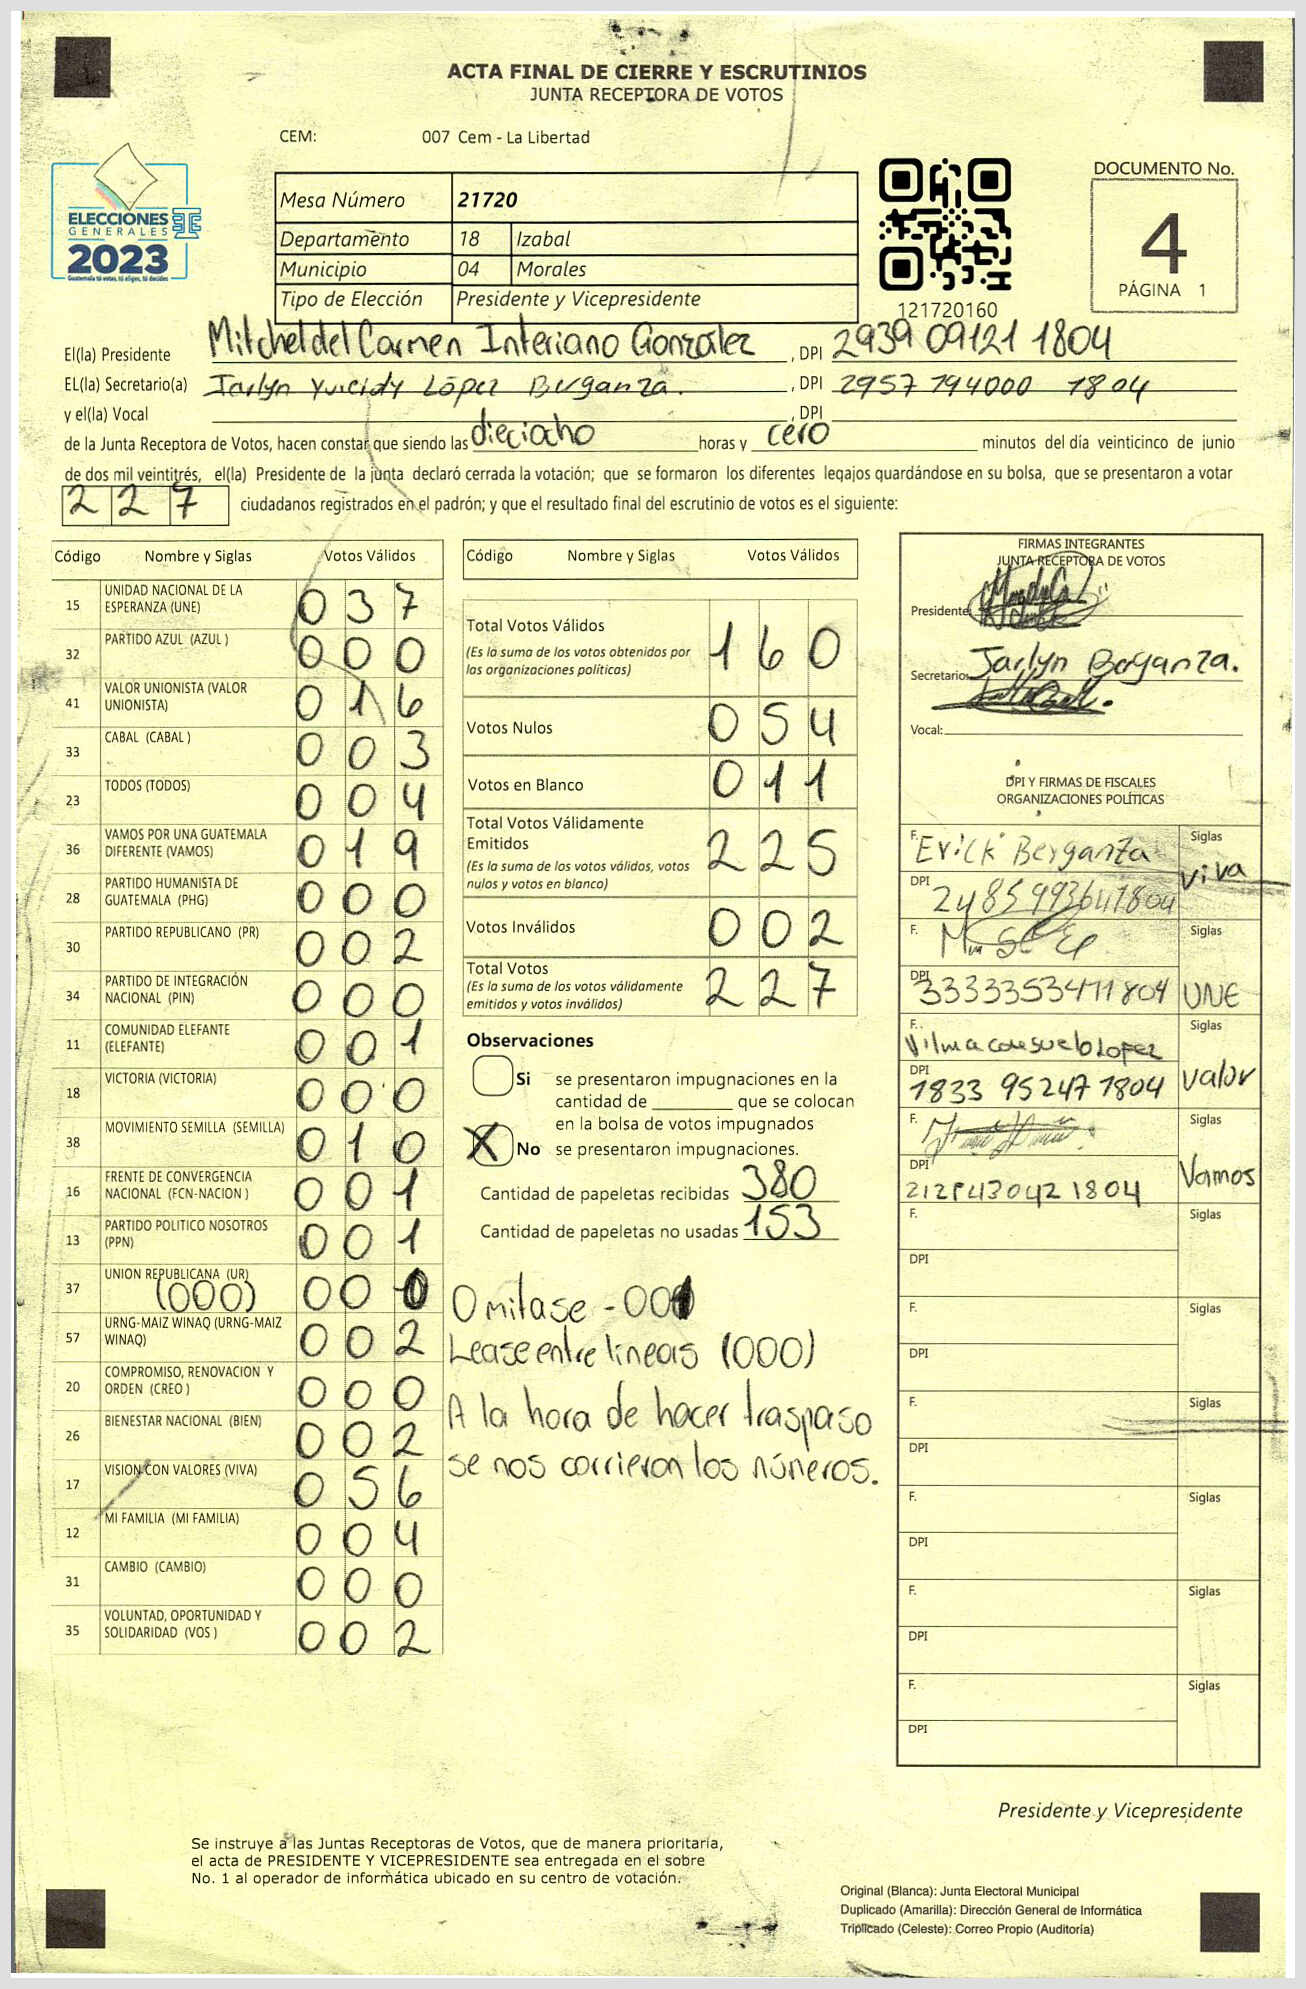 ACTA FINAL DE CIERRE Y ESCRUTINIOS
JUNTA RECEPTORA DE VOTOS
CEM: 007 Cem - La Libertad
ELECCIONES
GENERALES
2023
Guatemala tú votas, tú eliges, tú decides
Mesa Número 21720
Departamento 18 Izabal
Municipio 04 Morales
Tipo de Elección Presidente y Vicepresidente
121720160
DOCUMENTO No.
4
PÁGINA 1
El(la) Presidente Mitchel del Carmen Interiano González , DPI 2939 09121 1804
EL(la) Secretario(a) Jarlyn Yuleidy López Berganza. , DPI 2957 794000 1804
y el(la) Vocal , DPI
de la Junta Receptora de Votos, hacen constar que siendo las dieciocho horas y cero minutos del día veinticinco de junio
de dos mil veintitrés, el(la) Presidente de la junta declaró cerrada la votación; que se formaron los diferentes legajos guardándose en su bolsa, que se presentaron a votar
227 ciudadanos registrados en el padrón; y que el resultado final del escrutinio de votos es el siguiente:
Código Nombre y Siglas Votos Válidos
15 UNIDAD NACIONAL DE LA
ESPERANZA (UNE) 0 3 7
32 PARTIDO AZUL (AZUL ) 0 0 0
41 VALOR UNIONISTA (VALOR
UNIONISTA) 0 1 6
33 CABAL (CABAL ) 0 0 3
23 TODOS (TODOS) 0 0 4
36 VAMOS POR UNA GUATEMALA
DIFERENTE (VAMOS) 0 1 9
28 PARTIDO HUMANISTA DE
GUATEMALA (PHG) 0 0 0
30 PARTIDO REPUBLICANO (PR) 0 0 2
34 PARTIDO DE INTEGRACIÓN
NACIONAL (PIN) 0 0 0
11 COMUNIDAD ELEFANTE
(ELEFANTE) 0 0 1
18 VICTORIA (VICTORIA) 0 0 0
38 MOVIMIENTO SEMILLA (SEMILLA) 0 1 0
16 FRENTE DE CONVERGENCIA
NACIONAL (FCN-NACION ) 0 0 1
13 PARTIDO POLITICO NOSOTROS
(PPN) 0 0 1
37 UNION REPUBLICANA (UR)
(000) 0 0 0
57 URNG-MAIZ WINAQ (URNG-MAIZ
WINAQ) 0 0 2
20 COMPROMISO, RENOVACION Y
ORDEN (CREO ) 0 0 0
26 BIENESTAR NACIONAL (BIEN) 0 0 2
17 VISION CON VALORES (VIVA) 0 5 6
12 MI FAMILIA (MI FAMILIA) 0 0 4
31 CAMBIO (CAMBIO) 0 0 0
35 VOLUNTAD, OPORTUNIDAD Y
SOLIDARIDAD (VOS ) 0 0 2
Código Nombre y Siglas Votos Válidos
Total Votos Válidos 1 6 0
(Es la suma de los votos obtenidos por
las organizaciones políticas)
Votos Nulos 0 5 4
Votos en Blanco 0 1 1
Total Votos Válidamente
Emitidos 2 2 5
(Es la suma de los votos válidos, votos
nulos y votos en blanco)
Votos Inválidos 0 0 2
Total Votos 2 2 7
(Es la suma de los votos válidamente
emitidos y votos inválidos)
Observaciones
Si se presentaron impugnaciones en la
cantidad de ________ que se colocan
en la bolsa de votos impugnados
X No se presentaron impugnaciones.
Cantidad de papeletas recibidas 380
Cantidad de papeletas no usadas 153
Omitase - 001
Lease entre lineas (000)
A la hora de hacer traspaso
se nos corrieron los números.
FIRMAS INTEGRANTES
JUNTA RECEPTORA DE VOTOS
Presidente:
Secretario: Jarlyn Berganza.
Vocal:
DPI Y FIRMAS DE FISCALES
ORGANIZACIONES POLÍTICAS
F. Erick Berganza Siglas
DPI 2485993641804 viva
F. Siglas
DPI 3333353471804 UNE
F. Vilma consuelo Lopez Siglas
DPI 1833 95247 1804 valor
F. Siglas
DPI 1804 Vamos
F. Siglas
DPI
F. Siglas
DPI
F. Siglas
DPI
F. Siglas
DPI
F. Siglas
DPI
F. Siglas
DPI
Presidente y Vicepresidente
Se instruye a las Juntas Receptoras de Votos, que de manera prioritaria,
el acta de PRESIDENTE Y VICEPRESIDENTE sea entregada en el sobre
No. 1 al operador de informática ubicado en su centro de votación.
Original (Blanca): Junta Electoral Municipal
Duplicado (Amarilla): Dirección General de Informática
Triplicado (Celeste): Correo Propio (Auditoría)